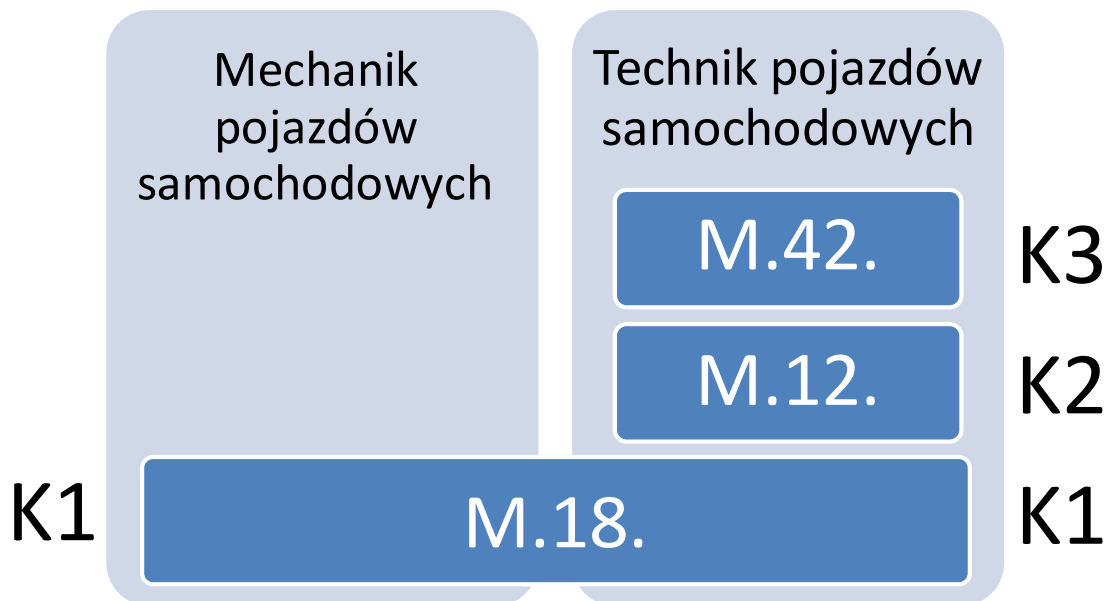 Mechanik
pojazdów
samochodowych
Technik pojazdów
samochodowych
M.42.
K3
M.12.
K2
K1
M.18.
K1